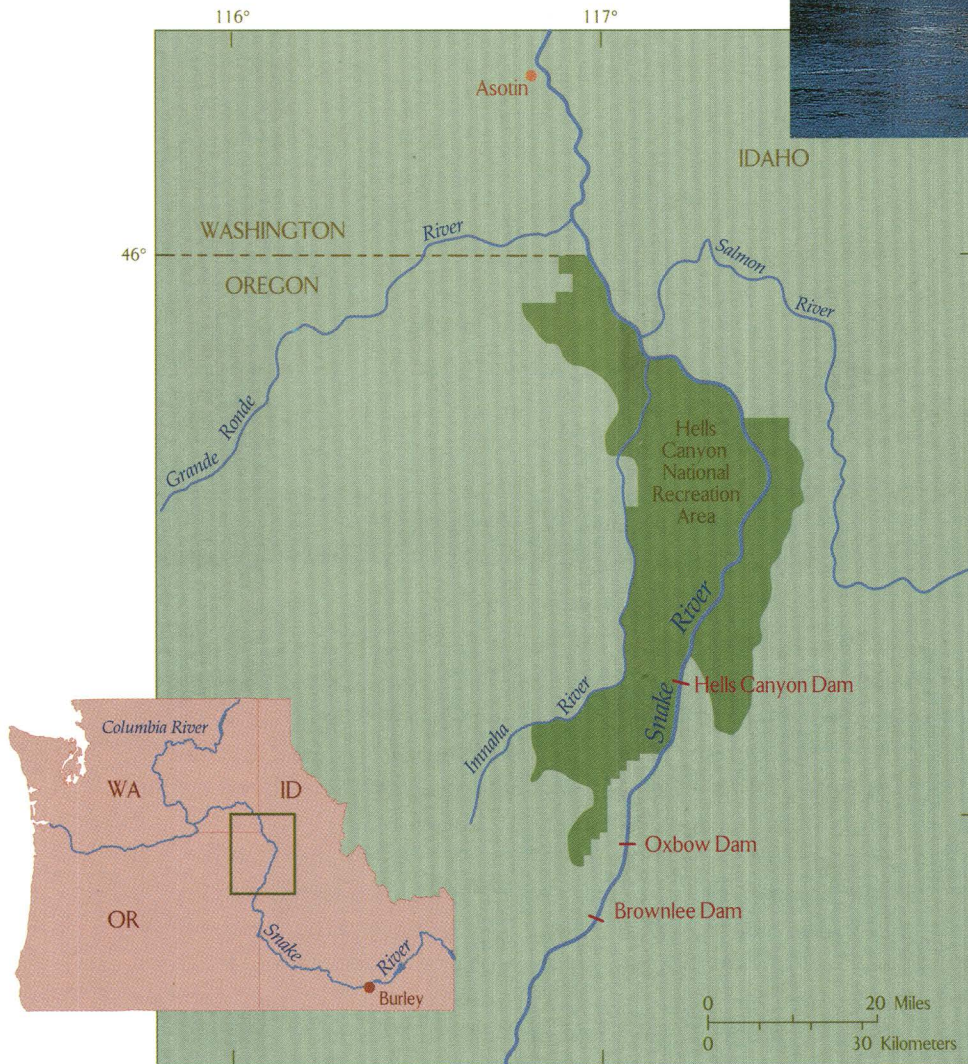 116°
117°
Asotin
IDAHO
WASHINGTON
River
46°
OREGON
Salmon
River
Grande Ronde
Hells
Canyon
National
Recreation
Area
Snake River
Hells Canyon Dam
Imnaha River
Columbia River
WA
ID
Oxbow Dam
OR
Brownlee Dam
Snake River
Burley
0 20 Miles
0 30 Kilometers